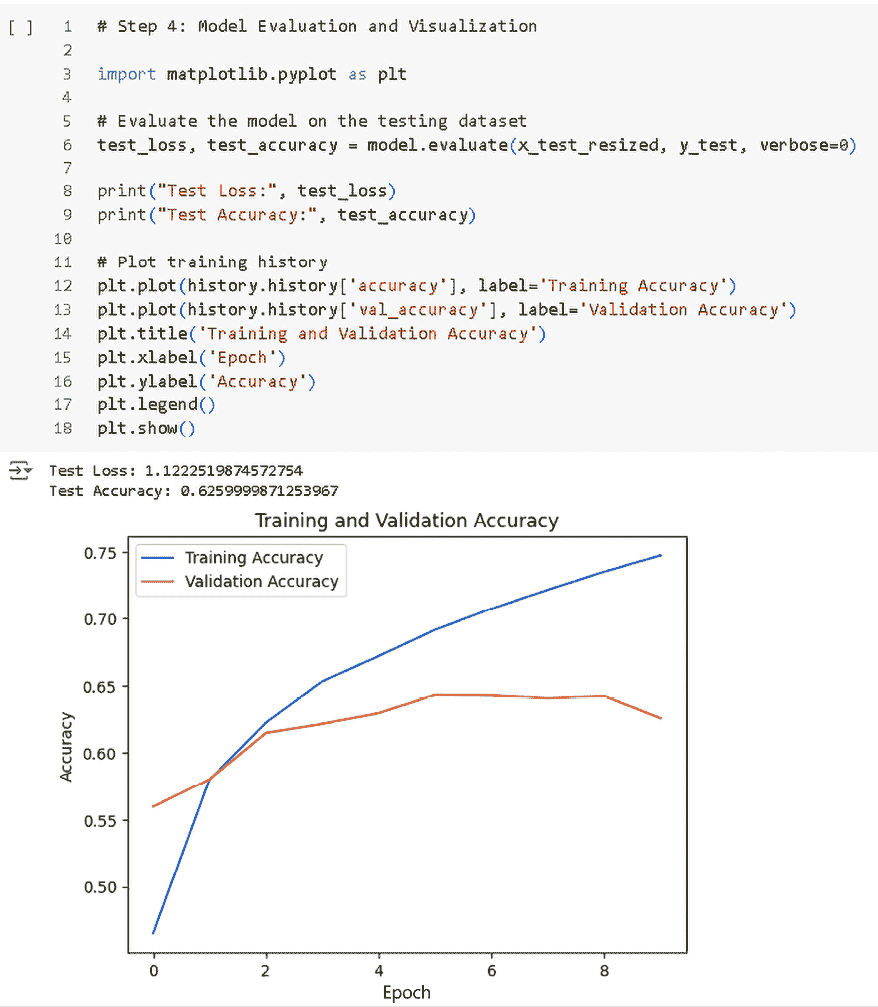 [ ] 1 # Step 4: Model Evaluation and Visualization
2
3 import matplotlib.pyplot as plt
4
5 # Evaluate the model on the testing dataset
6 test_loss, test_accuracy = model.evaluate(x_test_resized, y_test, verbose=0)
7
8 print("Test Loss:", test_loss)
9 print("Test Accuracy:", test_accuracy)
10
11 # Plot training history
12 plt.plot(history.history['accuracy'], label='Training Accuracy')
13 plt.plot(history.history['val_accuracy'], label='Validation Accuracy')
14 plt.title('Training and Validation Accuracy')
15 plt.xlabel('Epoch')
16 plt.ylabel('Accuracy')
17 plt.legend()
18 plt.show()
Test Loss: 1.1222519874572754
Test Accuracy: 0.6259999871253967
Training and Validation Accuracy
Training Accuracy
Validation Accuracy
0.75
0.70
0.65
0.60
0.55
0.50
Accuracy
0 2 4 6 8
Epoch